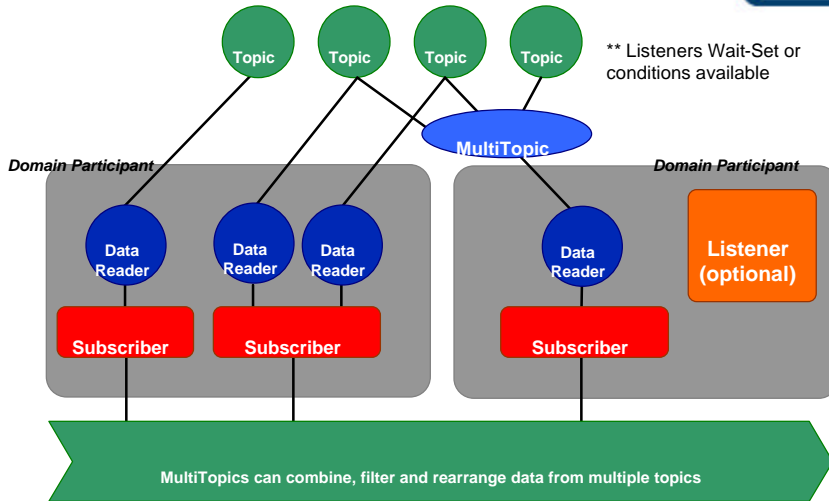 Topic Topic Topic Topic
** Listeners Wait-Set or
conditions available
MultiTopic
Domain Participant
Domain Participant
Data
Reader
Data
Reader
Data
Reader
Data
Reader
Listener
(optional)
Subscriber
Subscriber
Subscriber
MultiTopics can combine, filter and rearrange data from multiple topics